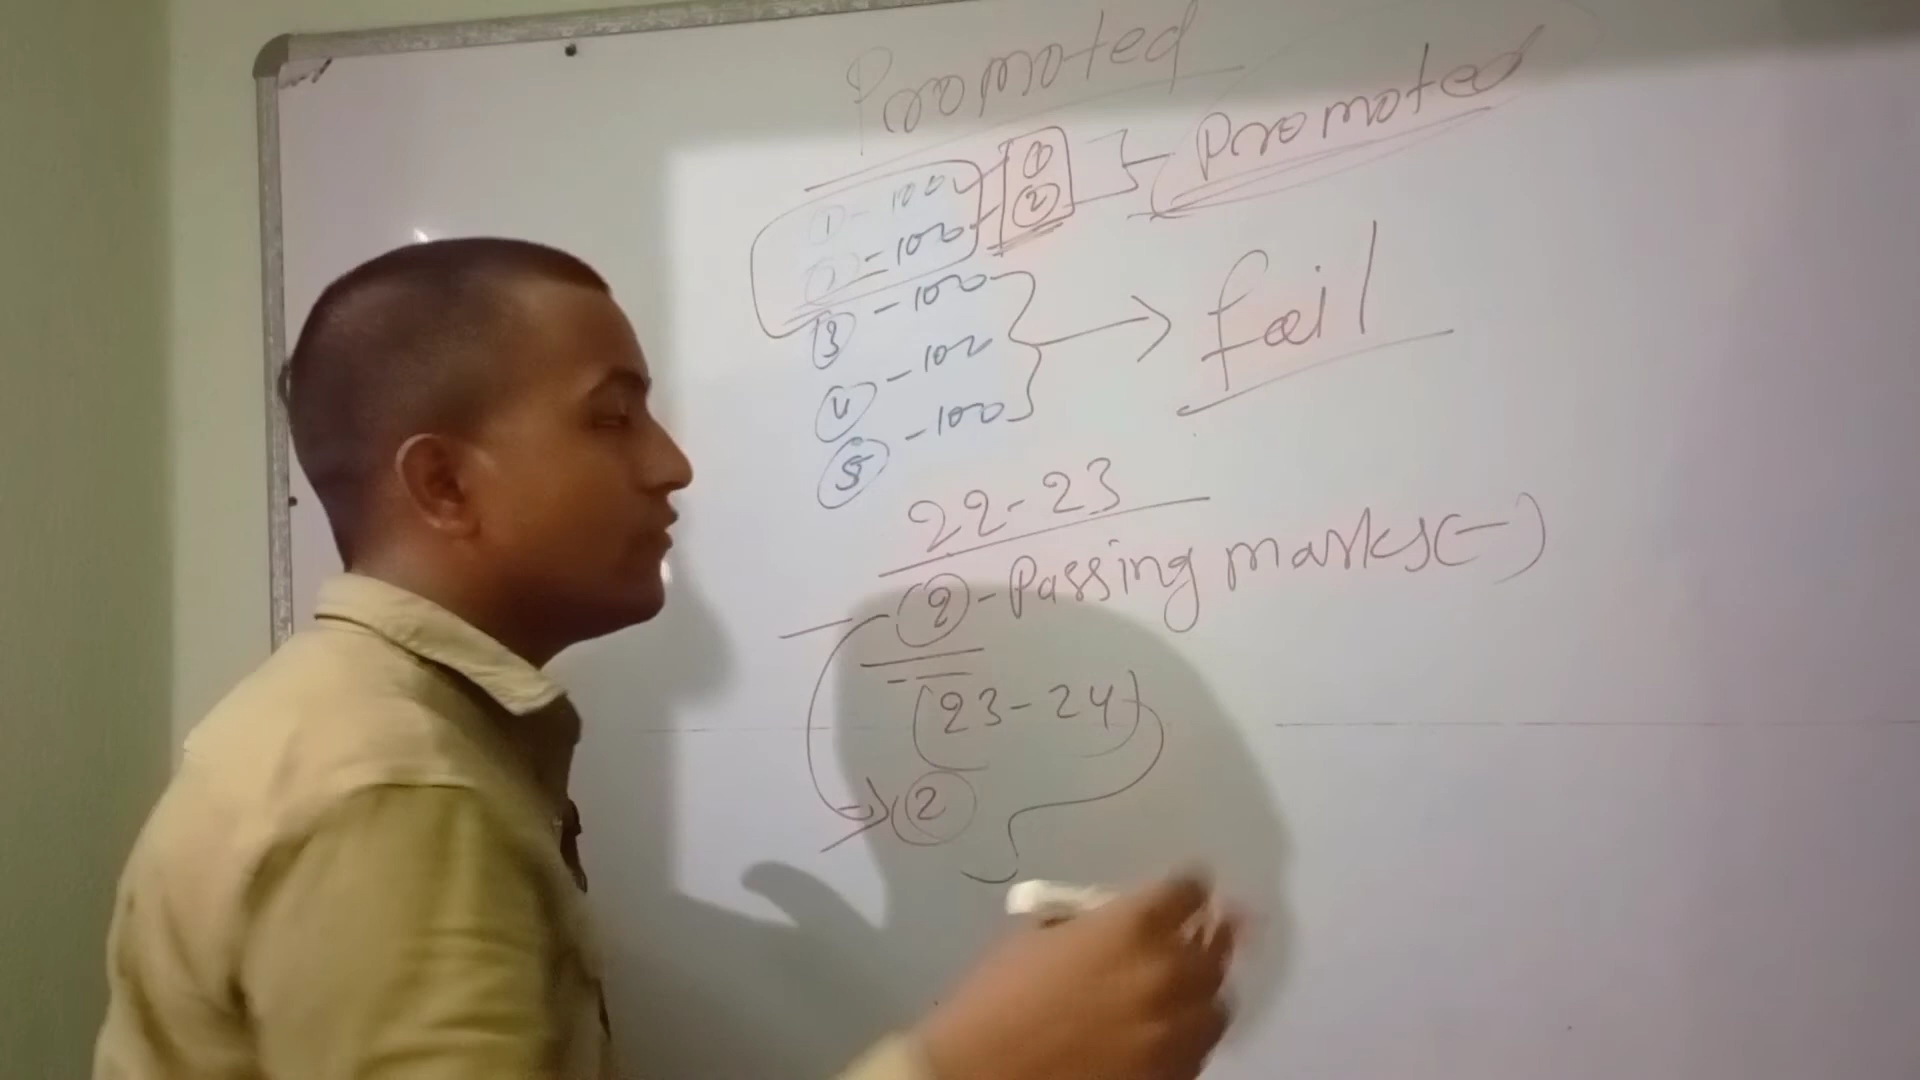 Promoted
① - 100 ① Promoted
② - 100 ②
③ - 100 fail
④ - 100
⑤ - 100
22-23
② - Passing marks (-)
(23-24)
②